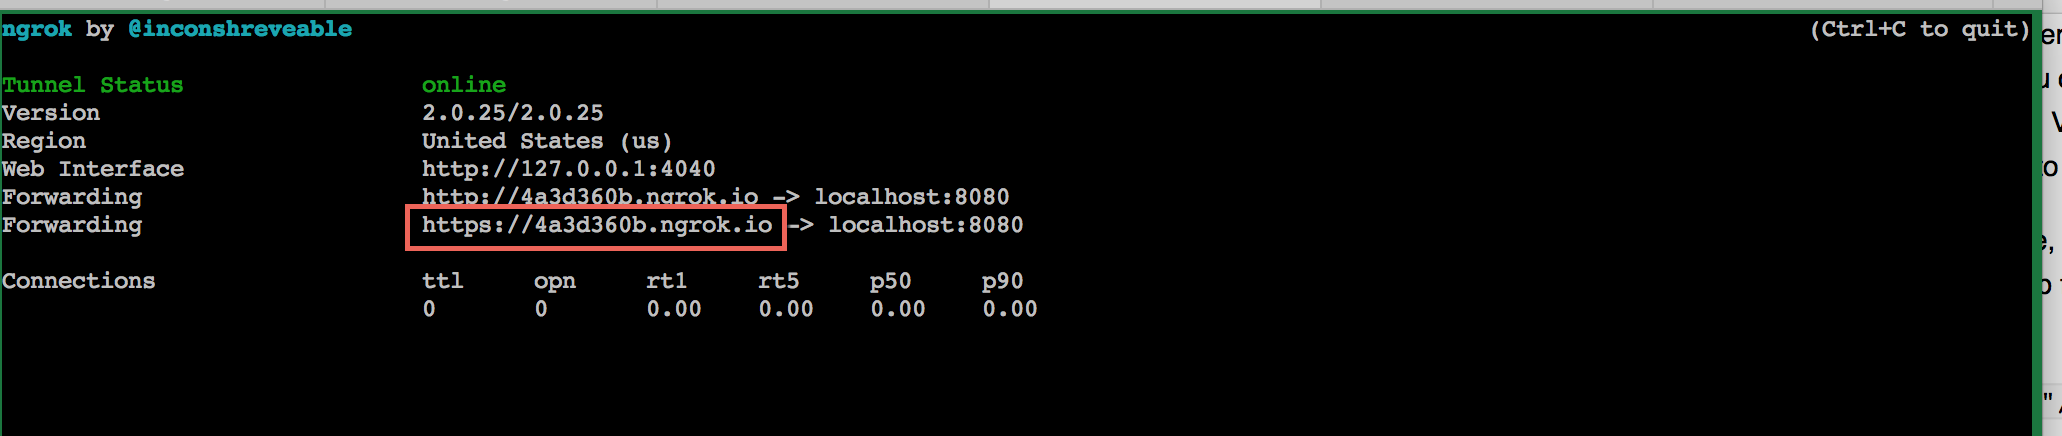 ngrok by @inconshreveable (Ctrl+C to quit)
Tunnel Status online
Version 2.0.25/2.0.25
Region United States (us)
Web Interface http://127.0.0.1:4040
Forwarding http://4a3d360b.ngrok.io -> localhost:8080
Forwarding https://4a3d360b.ngrok.io -> localhost:8080
Connections ttl opn rt1 rt5 p50 p90
0 0 0.00 0.00 0.00 0.00